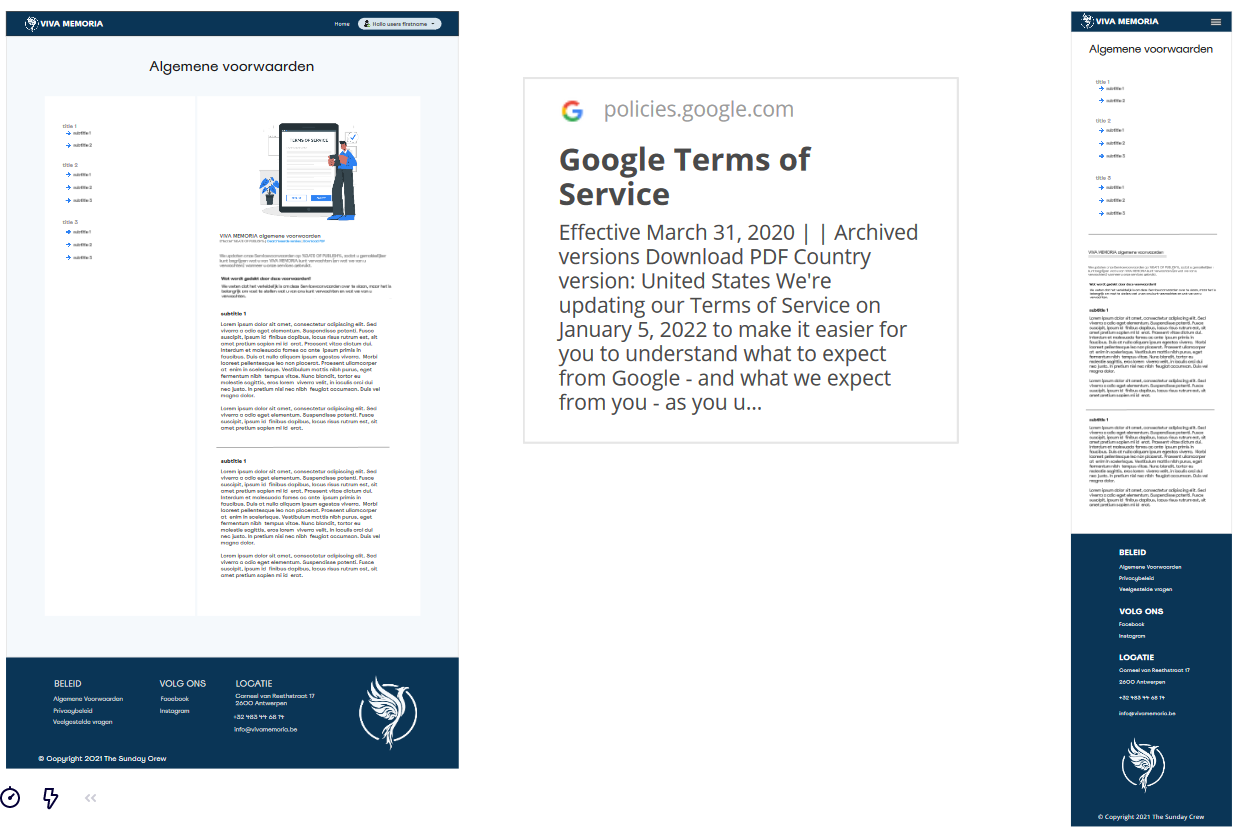 VIVA MEMORIA
Home
Hallo users firstname
Algemene voorwaarden
title 1
subtitle 1
subtitle 2
title 2
subtitle 1
subtitle 2
subtitle 3
title 3
subtitle 1
subtitle 2
subtitle 3
TERMS OF SERVICE
VIVA MEMORIA algemene voorwaarden
subtitle 1
Lorem ipsum dolor sit amet, consectetur adipiscing elit. Sed
viverra a odio eget elementum. Suspendisse potenti. Fusce
suscipit, ipsum id finibus dapibus, lacus risus rutrum est, sit
amet pretium sapien mi id erat. Praesent vitae dictum dui.
Interdum et malesuada fames ac ante ipsum primis in
faucibus. Duis at nulla aliquam ipsum egestas viverra. Morbi
laoreet pellentesque leo non placerat. Praesent ullamcorper
at enim in scelerisque. Vestibulum mattis nibh purus, eget
fermentum nibh tempus vitae. Nunc blandit, tortor eu
molestie sagittis, eros lorem viverra velit, in iaculis orci dui
nec justo. In pretium nisl nec nibh feugiat accumsan. Duis vel
magna dolor.
Lorem ipsum dolor sit amet, consectetur adipiscing elit. Sed
viverra a odio eget elementum. Suspendisse potenti. Fusce
suscipit, ipsum id finibus dapibus, lacus risus rutrum est, sit
amet pretium sapien mi id erat.
subtitle 1
Lorem ipsum dolor sit amet, consectetur adipiscing elit. Sed
viverra a odio eget elementum. Suspendisse potenti. Fusce
suscipit, ipsum id finibus dapibus, lacus risus rutrum est, sit
amet pretium sapien mi id erat. Praesent vitae dictum dui.
Interdum et malesuada fames ac ante ipsum primis in
faucibus. Duis at nulla aliquam ipsum egestas viverra. Morbi
laoreet pellentesque leo non placerat. Praesent ullamcorper
at enim in scelerisque. Vestibulum mattis nibh purus, eget
fermentum nibh tempus vitae. Nunc blandit, tortor eu
molestie sagittis, eros lorem viverra velit, in iaculis orci dui
nec justo. In pretium nisl nec nibh feugiat accumsan. Duis vel
magna dolor.
Lorem ipsum dolor sit amet, consectetur adipiscing elit. Sed
viverra a odio eget elementum. Suspendisse potenti. Fusce
suscipit, ipsum id finibus dapibus, lacus risus rutrum est, sit
amet pretium sapien mi id erat.
BELEID
Algemene Voorwaarden
Privacybeleid
Veelgestelde vragen
VOLG ONS
Facebook
Instagram
LOCATIE
Corneel van Reethstraat 17
2600 Antwerpen
+32 483 44 68 74
info@vivamemoria.be
© Copyright 2021 The Sunday Crew
policies.google.com
Google Terms of
Service
Effective March 31, 2020 | | Archived
versions Download PDF Country
version: United States We're
updating our Terms of Service on
January 5, 2022 to make it easier for
you to understand what to expect
from Google - and what we expect
from you - as you u...
VIVA MEMORIA
Algemene voorwaarden
title 1
subtitle 1
subtitle 2
title 2
subtitle 1
subtitle 2
subtitle 3
title 3
subtitle 1
subtitle 2
subtitle 3
VIVA MEMORIA algemene voorwaarden
subtitle 1
subtitle 1
BELEID
Algemene Voorwaarden
Privacybeleid
Veelgestelde vragen
VOLG ONS
Facebook
Instagram
LOCATIE
Corneel van Reethstraat 17
2600 Antwerpen
+32 483 44 68 74
info@vivamemoria.be
© Copyright 2021 The Sunday Crew